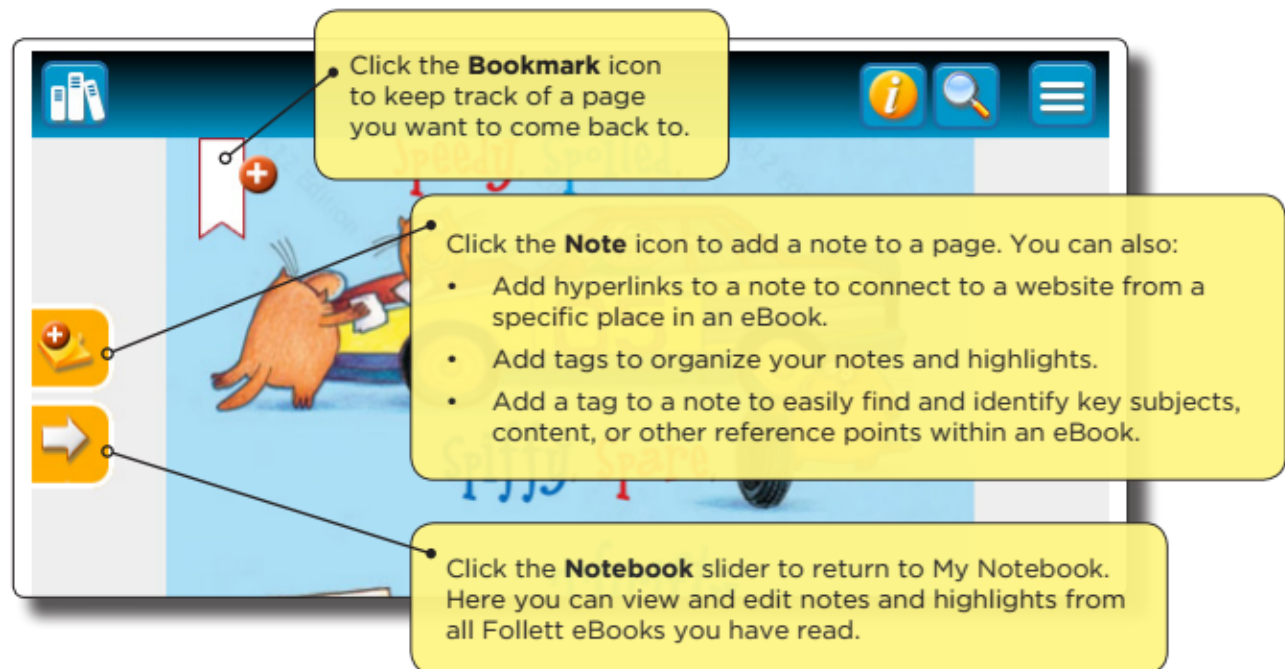 Click the Bookmark icon
to keep track of a page
you want to come back to.
i
Speedy, Spotted,
Click the Note icon to add a note to a page. You can also:
• Add hyperlinks to a note to connect to a website from a
specific place in an eBook.
• Add tags to organize your notes and highlights.
• Add a tag to a note to easily find and identify key subjects,
content, or other reference points within an eBook.
Spiffy, Spare,
Click the Notebook slider to return to My Notebook.
Here you can view and edit notes and highlights from
all Follett eBooks you have read.